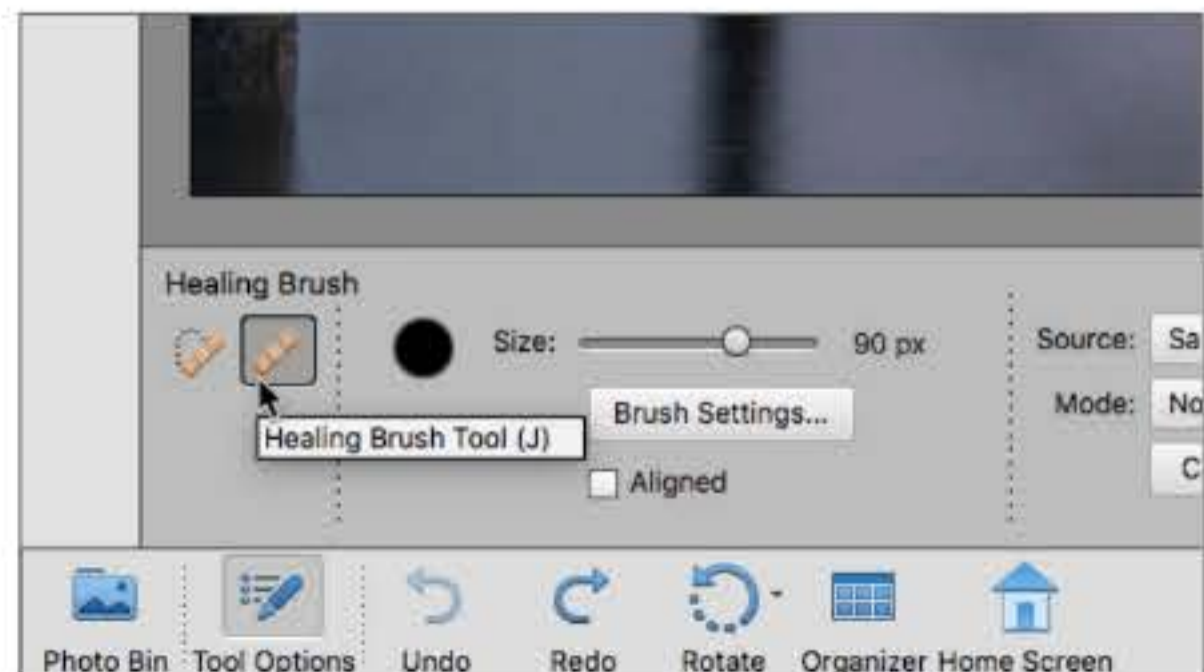 Healing Brush
Size:
90 px
Source:
Sa
Brush Settings...
Mode:
No
Healing Brush Tool (J)
C
Aligned
Photo Bin
Tool Options
Undo
Redo
Rotate
Organizer
Home Screen